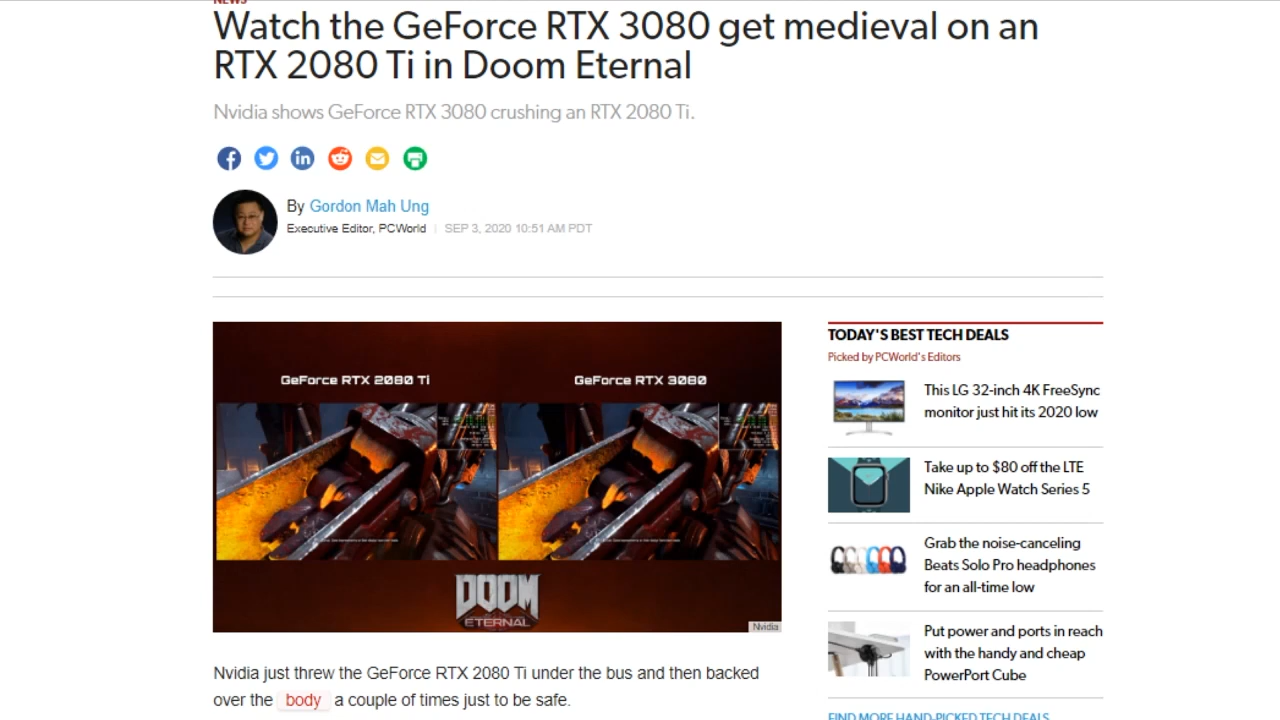 NEWS
Watch the GeForce RTX 3080 get medieval on an
RTX 2080 Ti in Doom Eternal
Nvidia shows GeForce RTX 3080 crushing an RTX 2080 Ti.
By Gordon Mah Ung
Executive Editor, PCWorld | SEP 3, 2020 10:51 AM PDT
GeForce RTX 2080 Ti
GeForce RTX 3080
DOOM
ETERNAL
Nvidia
Nvidia just threw the GeForce RTX 2080 Ti under the bus and then backed
over the body a couple of times just to be safe.
TODAY'S BEST TECH DEALS
Picked by PCWorld's Editors
This LG 32-inch 4K FreeSync
monitor just hit its 2020 low
Take up to $80 off the LTE
Nike Apple Watch Series 5
Grab the noise-canceling
Beats Solo Pro headphones
for an all-time low
Put power and ports in reach
with the handy and cheap
PowerPort Cube
FIND MORE HAND-PICKED TECH DEALS